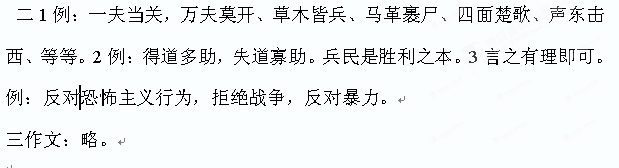 二1例：一夫当关，万夫莫开、草木皆兵、马革裹尸、四面楚歌、声东击
西、等等。2例：得道多助，失道寡助。兵民是胜利之本。3言之有理即可。
例：反对恐怖主义行为，拒绝战争，反对暴力。
三作文：略。